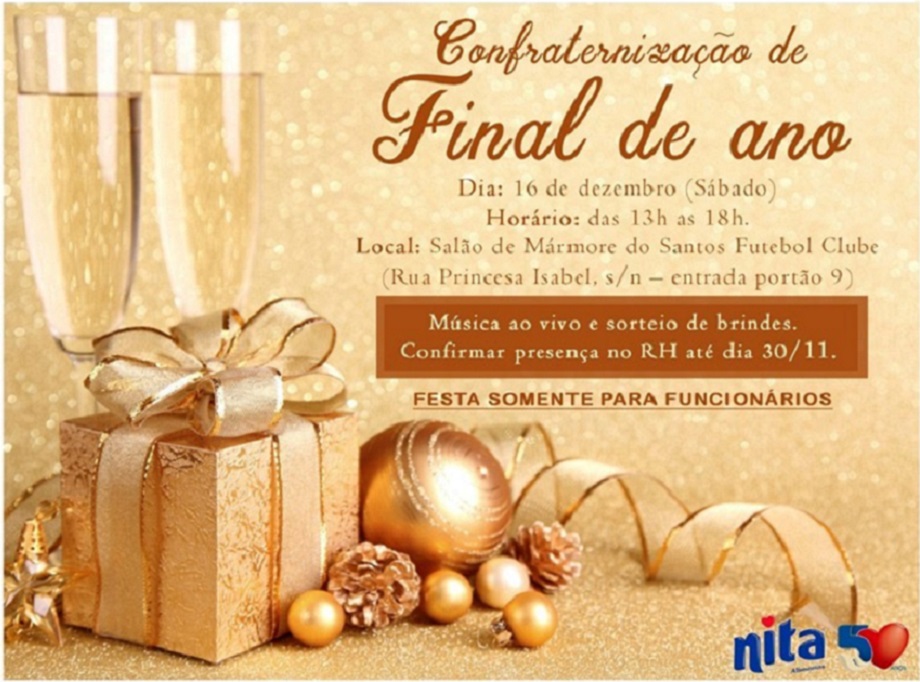 Confraternização de
Final de ano
Dia: 16 de dezembro (Sábado)
Horário: das 13h as 18h.
Local: Salão de Mármore do Santos Futebol Clube
(Rua Princesa Isabel, s/n – entrada portão 9)
Música ao vivo e sorteio de brindes.
Confirmar presença no RH até dia 30/11.
FESTA SOMENTE PARA FUNCIONÁRIOS
nita 50